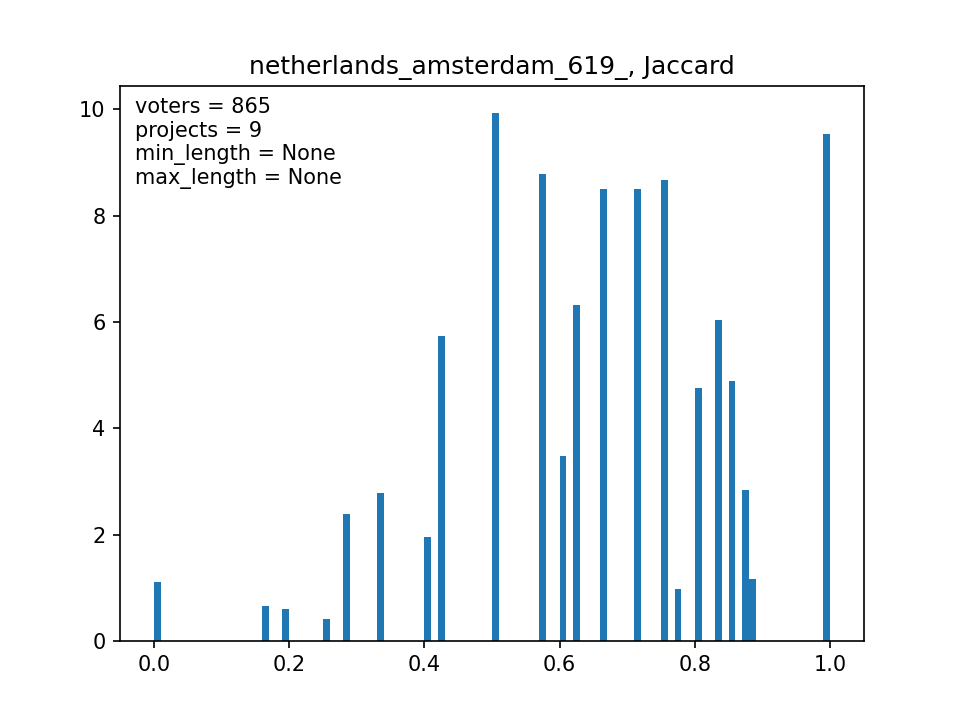 netherlands_amsterdam_619_, Jaccard
voters = 865
projects = 9
min_length = None
max_length = None
10
8
6
4
2
0
0.0 0.2 0.4 0.6 0.8 1.0